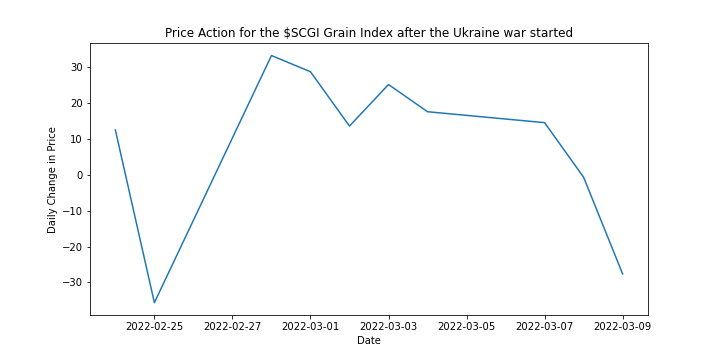 Price Action for the $SCGI Grain Index after the Ukraine war started
Daily Change in Price
30
20
10
0
−10
−20
−30
2022-02-25 2022-02-27 2022-03-01 2022-03-03 2022-03-05 2022-03-07 2022-03-09
Date